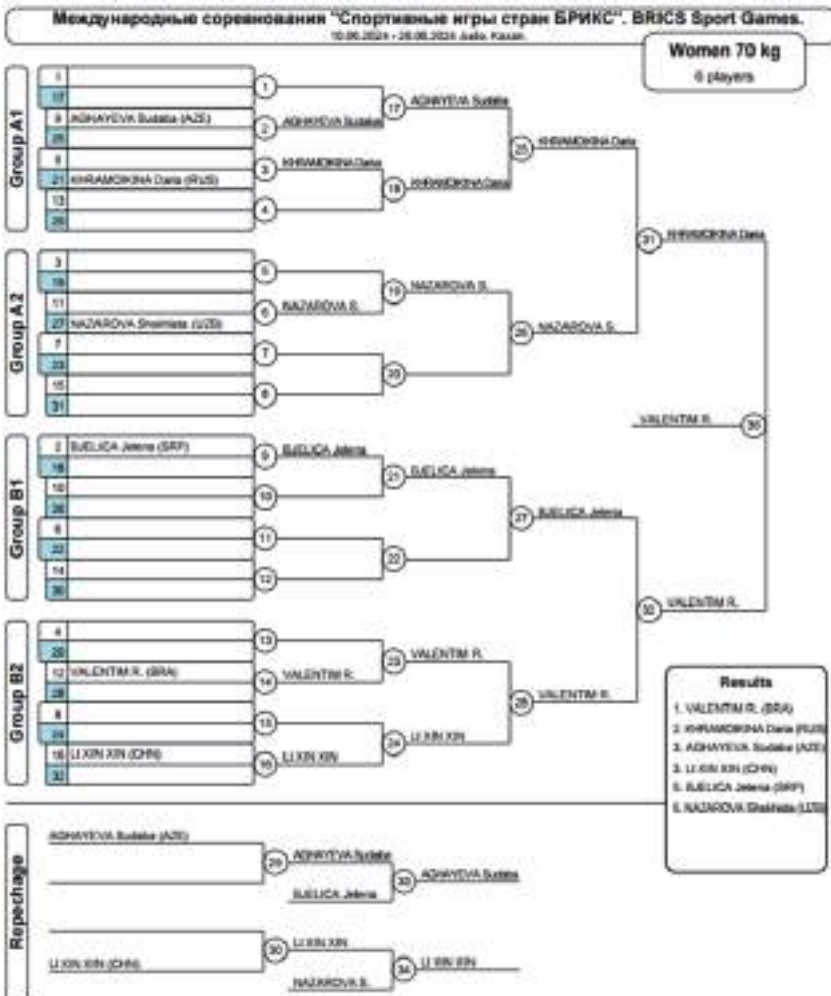 Международные соревнования "Спортивные игры стран БРИКС". BRICS Sport Games.
Women 70 kg
6 players
Group A1
1
17
9 AGHAYEVA Sudaba (AZE)
25
5
21 KHRAMOIKINA Daria (RUS)
13
29
1
2 AGHAYEVA Sudaba
3 KHRAMOIKINA Daria
4
17 AGHAYEVA Sudaba
18 KHRAMOIKINA Daria
25 KHRAMOIKINA Daria
31 KHRAMOIKINA Daria
Group A2
3
19
11
27 NAZAROVA (UZB)
7
23
15
31
5
6 NAZAROVA S.
7
8
19 NAZAROVA S.
20
26 NAZAROVA S.
VALENTIM R.
Group B1
2 BJELICA Jelena (SRP)
18
10
26
6
22
14
30
9 BJELICA Jelena
10
11
12
21 BJELICA Jelena
22
27 BJELICA Jelena
32 VALENTIM R.
Group B2
4
20
12 VALENTIM R. (BRA)
28
8
24
16 LI XIN XIN (CHN)
32
13
14 VALENTIM R.
15
16 LI XIN XIN
23 VALENTIM R.
24 LI XIN XIN
28 VALENTIM R.
Results
1. VALENTIM R. (BRA)
2. KHRAMOIKINA Daria (RUS)
3. AGHAYEVA Sudaba (AZE)
3. LI XIN XIN (CHN)
5. BJELICA Jelena (SRP)
5. NAZAROVA (UZB)
Repechage
AGHAYEVA Sudaba (AZE)
29 AGHAYEVA Sudaba
BJELICA Jelena
33 AGHAYEVA Sudaba
LI XIN XIN (CHN)
30 LI XIN XIN
NAZAROVA S.
34 LI XIN XIN